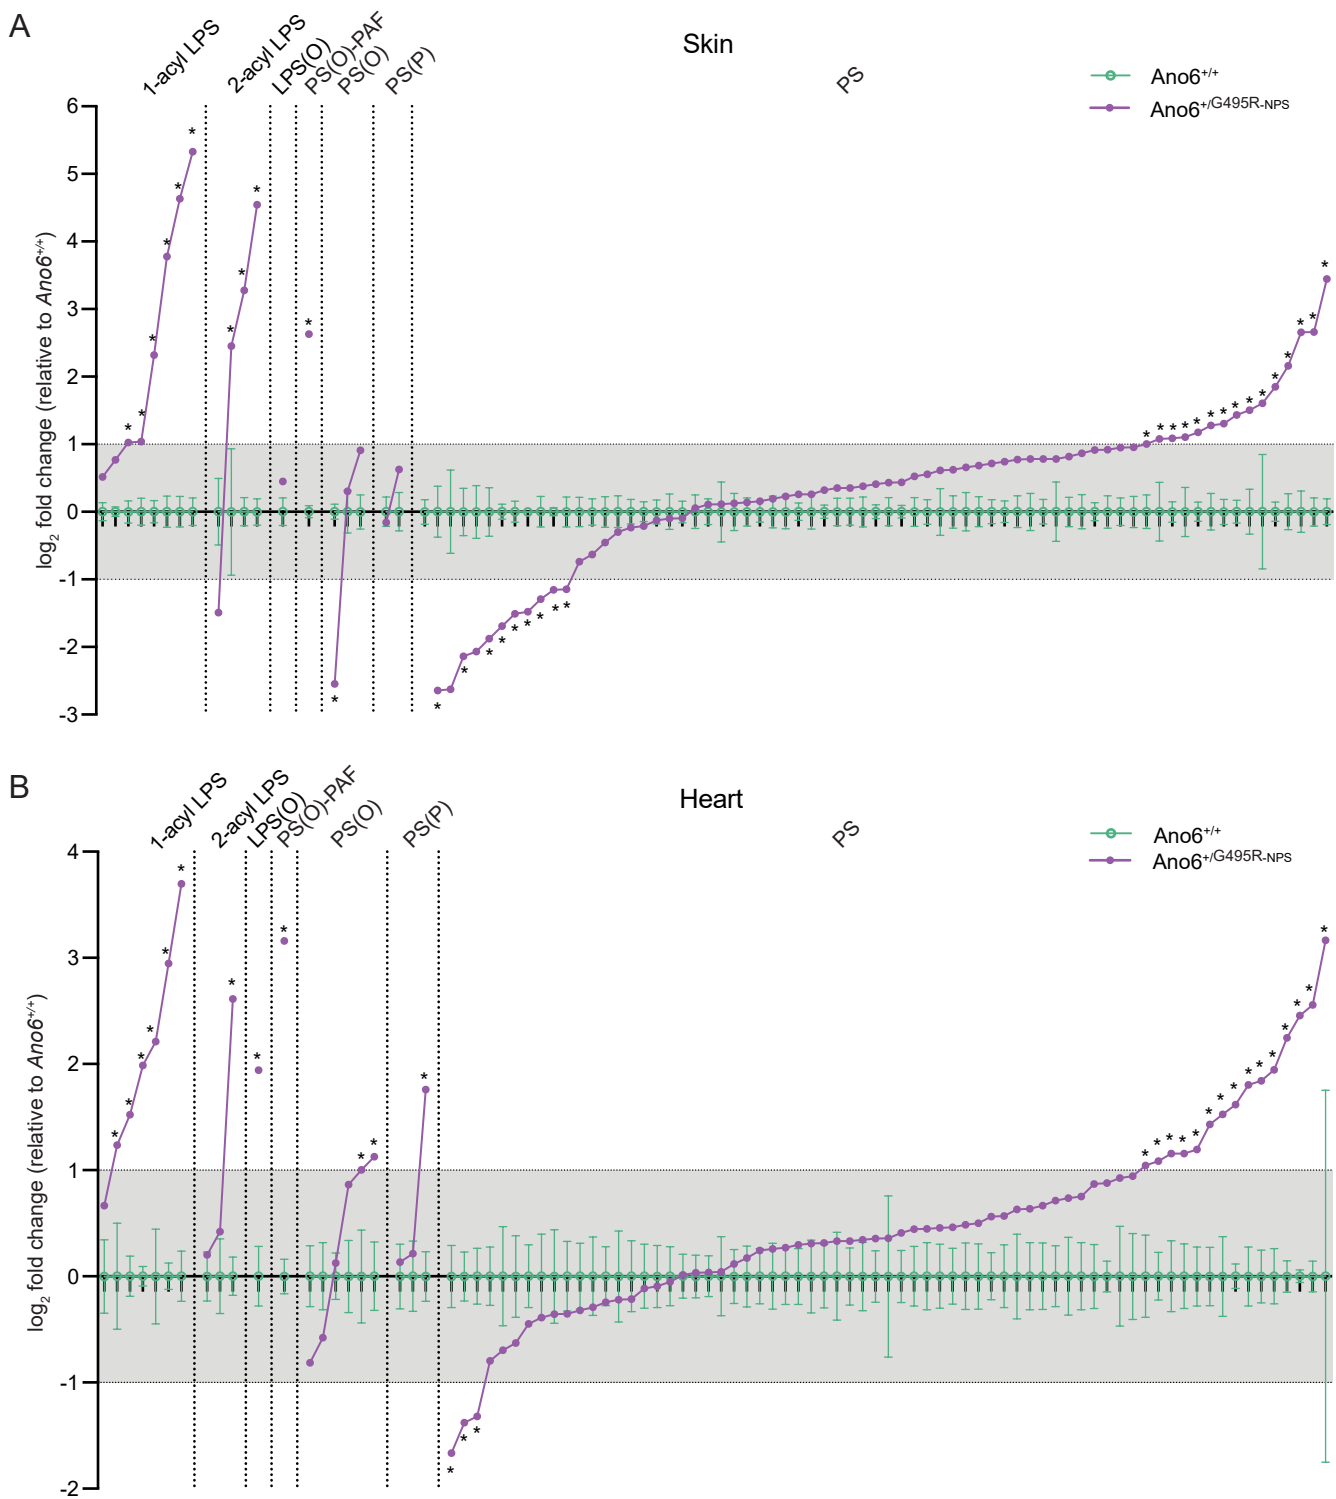 A
Skin
1-acyl LPS
2-acyl LPS
LPS(O)
PS(O)-PAF
PS(O)
PS(P)
PS
Ano6+/+
Ano6+/G495R-NPS
log2 fold change (relative to Ano6+/+)
6
5
4
3
2
1
0
-1
-2
-3
B
Heart
1-acyl LPS
2-acyl LPS
LPS(O)
PS(O)-PAF
PS(O)
PS(P)
PS
Ano6+/+
Ano6+/G495R-NPS
log2 fold change (relative to Ano6+/+)
4
3
2
1
0
-1
-2